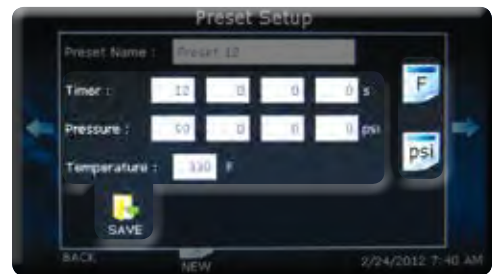 Preset Setup
Preset Name : Preset 12
Timer : 12 0 0 0 s
F
Pressure : 50 0 0 0 psi
psi
Temperature : 330 F
SAVE
BACK NEW 2/24/2012 7:40 AM